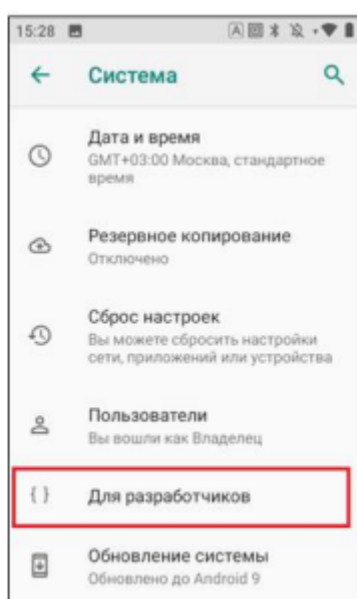 15:28
Система
Дата и время
GMT+03:00 Москва, стандартное
время
Резервное копирование
Отключено
Сброс настроек
Вы можете сбросить настройки
сети, приложений или устройства
Пользователи
Вы вошли как Владелец
{ } Для разработчиков
Обновление системы
Обновлено до Android 9